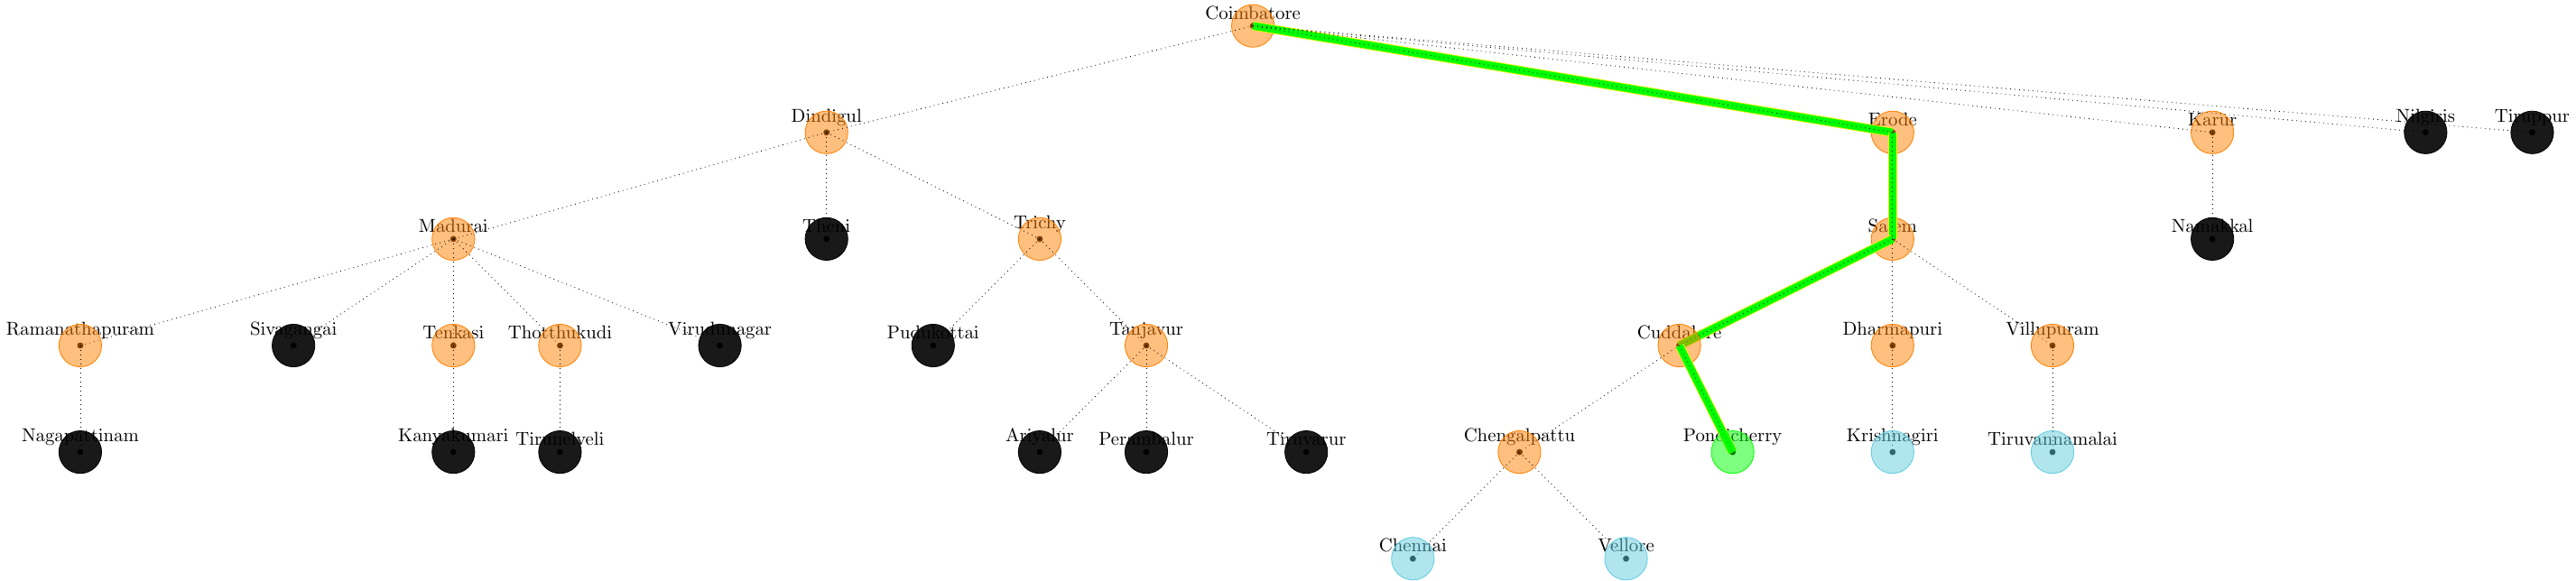 Coimbatore
Dindigul
Erode
Karur
Nilgiris
Tiruppur
Madurai
Theni
Trichy
Salem
Namakkal
Ramanathapuram
Sivagangai
Tenkasi
Thotthukudi
Virudunagar
Pudukottai
Tanjavur
Cuddalore
Dharmapuri
Villupuram
Nagapattinam
Kanyakumari
Tirunelveli
Ariyalur
Perambalur
Tiruvarur
Chengalpattu
Pondicherry
Krishnagiri
Tiruvannamalai
Chennai
Vellore